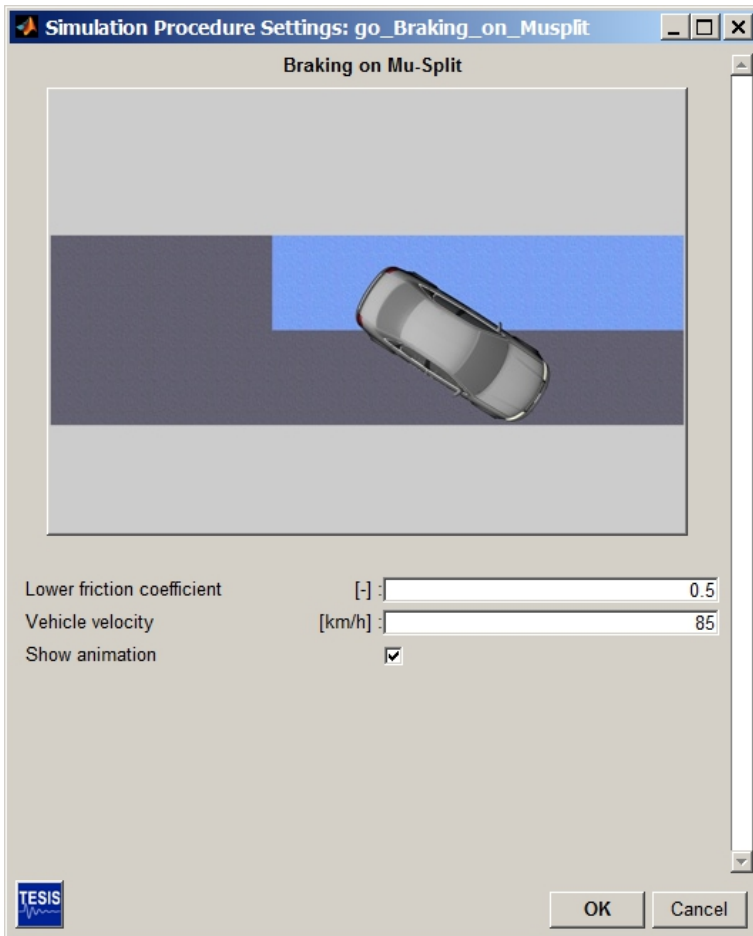 Simulation Procedure Settings: go_Braking_on_Musplit
Braking on Mu-Split
Lower friction coefficient [-] : 0.5
Vehicle velocity [km/h] : 85
Show animation
TESIS
OK Cancel